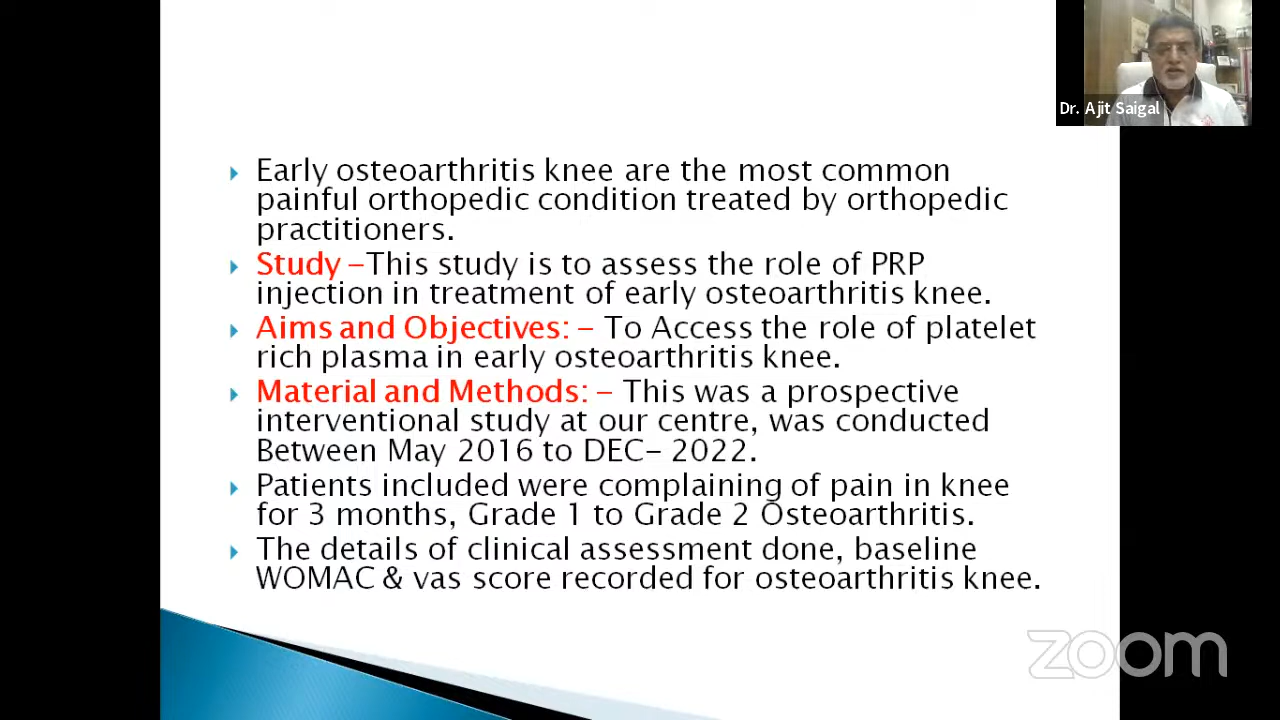 Dr. Ajit Saigal
Early osteoarthritis knee are the most common
painful orthopedic condition treated by orthopedic
practitioners.
Study –This study is to assess the role of PRP
injection in treatment of early osteoarthritis knee.
Aims and Objectives: – To Access the role of platelet
rich plasma in early osteoarthritis knee.
Material and Methods: – This was a prospective
interventional study at our centre, was conducted
Between May 2016 to DEC– 2022.
Patients included were complaining of pain in knee
for 3 months, Grade 1 to Grade 2 Osteoarthritis.
The details of clinical assessment done, baseline
WOMAC & vas score recorded for osteoarthritis knee.
zoom